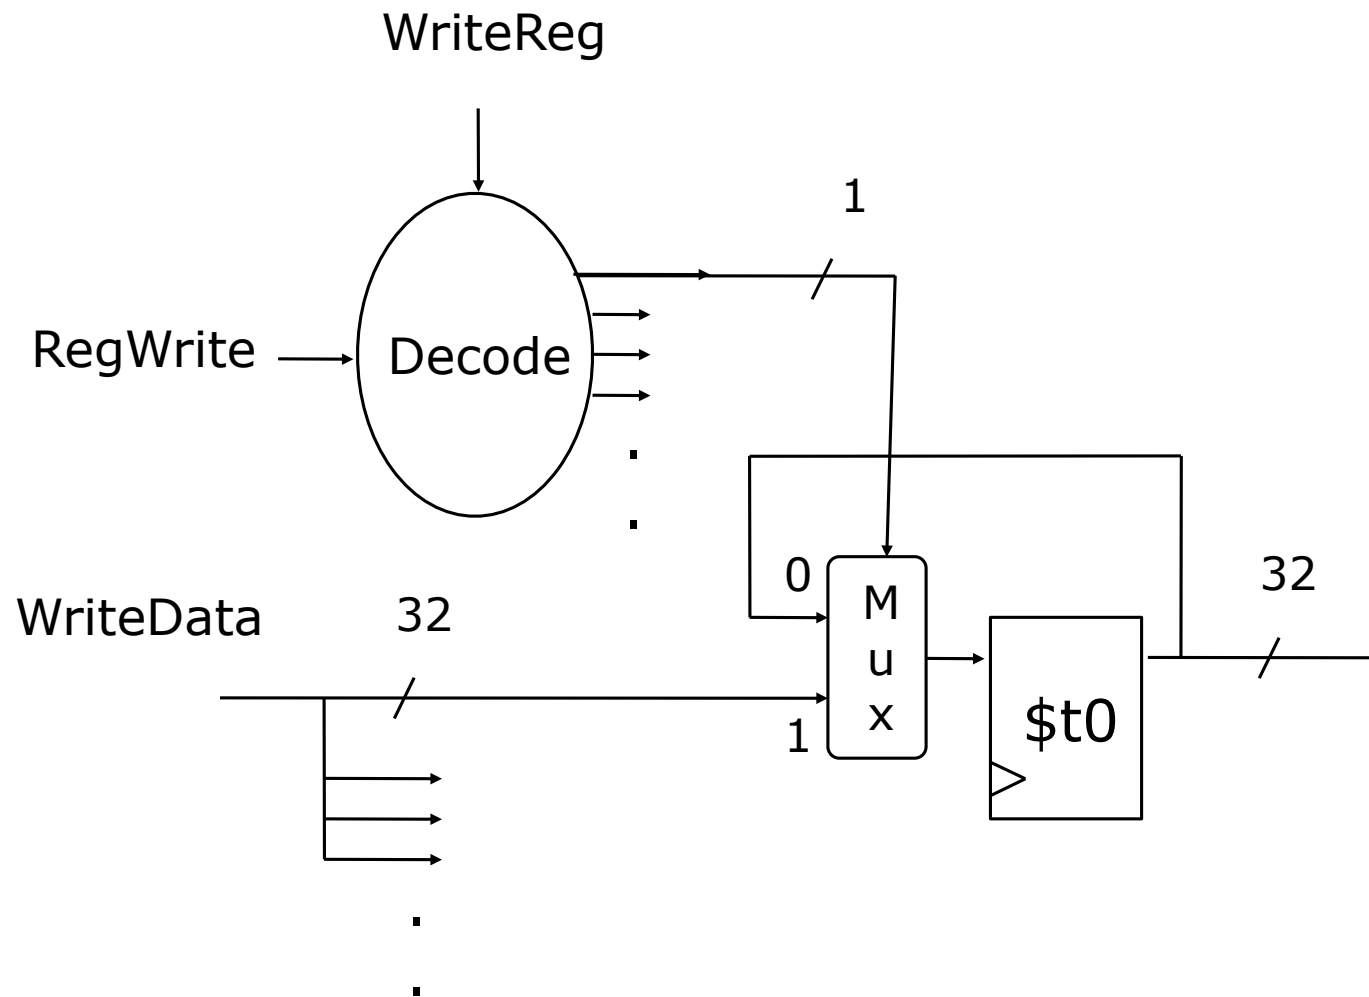 WriteReg
1
RegWrite
Decode
.
.
0
32
WriteData
32
M
u
x
$t0
1
.
.